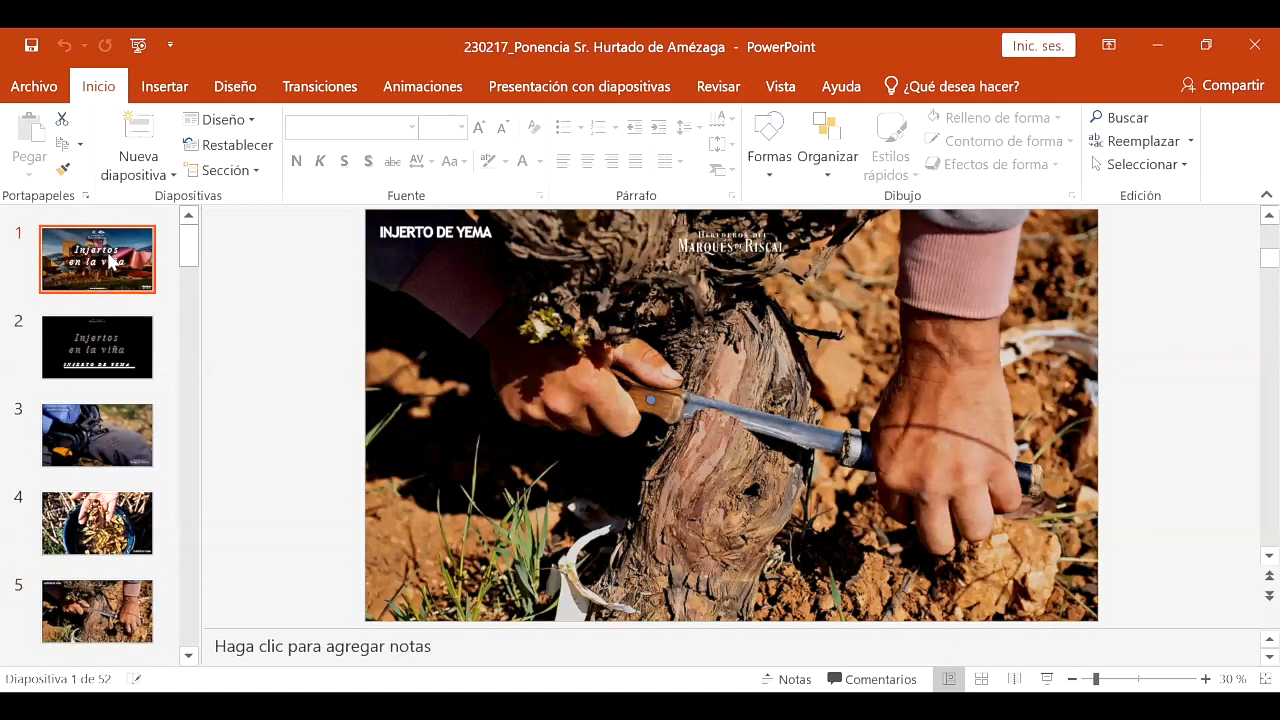 230217_Ponencia Sr. Hurtado de Amézaga - PowerPoint
Inic. ses.
Archivo
Inicio
Insertar
Diseño
Transiciones
Animaciones
Presentación con diapositivas
Revisar
Vista
Ayuda
¿Qué desea hacer?
Compartir
Pegar
Nueva
diapositiva
Diseño
Restablecer
Sección
N K S S abc AV Aa A
Formas
Organizar
Estilos
rápidos
Relleno de forma
Contorno de forma
Efectos de forma
Buscar
Reemplazar
Seleccionar
Portapapeles
Diapositivas
Fuente
Párrafo
Dibujo
Edición
1
Injertos
en la viña
2
Injertos
en la viña
INJERTO DE YEMA
3
4
5
INJERTO DE YEMA
HEREDEROS DEL
MARQUÉS DE RISCAL
Haga clic para agregar notas
Diapositiva 1 de 52
Notas
Comentarios
30 %